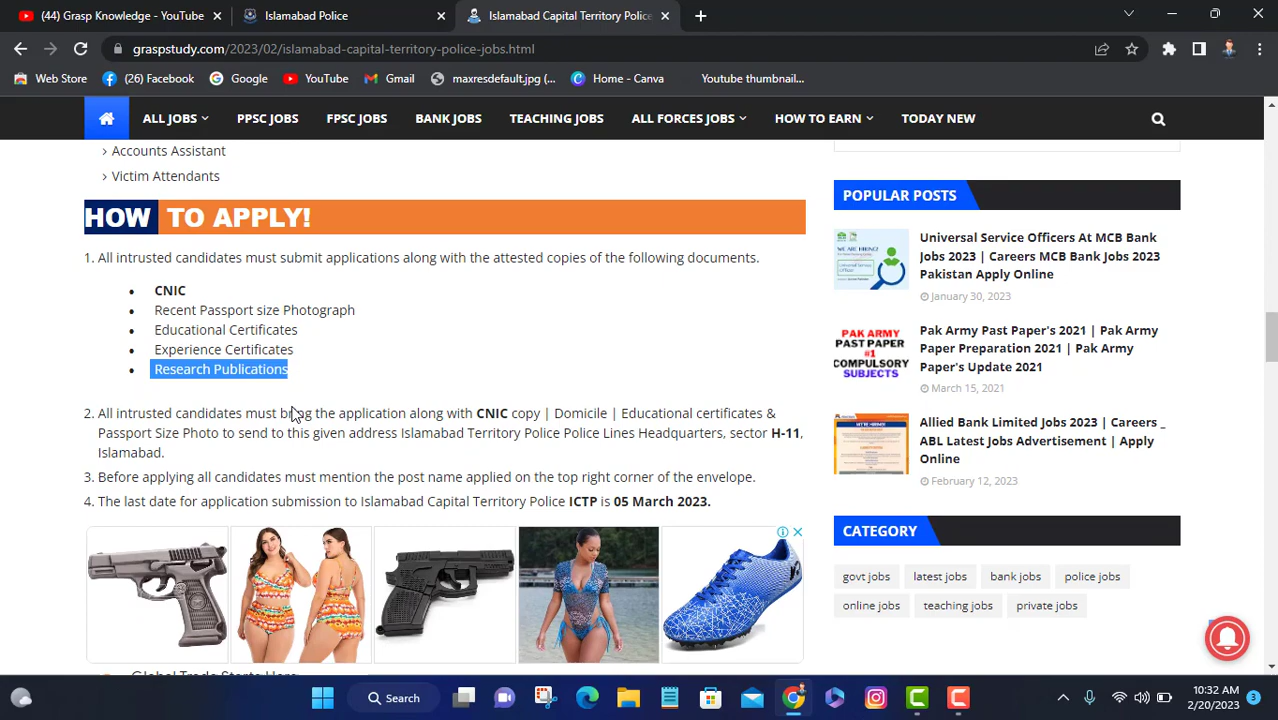 (44) Grasp Knowledge - YouTube
Islamabad Police
Islamabad Capital Territory Police
graspstudy.com/2023/02/islamabad-capital-territory-police-jobs.html
Web Store
(26) Facebook
Google
YouTube
Gmail
maxresdefault.jpg (...
Home - Canva
Youtube thumbnail...
ALL JOBS
PPSC JOBS
FPSC JOBS
BANK JOBS
TEACHING JOBS
ALL FORCES JOBS
HOW TO EARN
TODAY NEW
Accounts Assistant
Victim Attendants
HOW TO APPLY!
1. All intrusted candidates must submit applications along with the attested copies of the following documents.
CNIC
Recent Passport size Photograph
Educational Certificates
Experience Certificates
Research Publications
2. All intrusted candidates must bring the application along with CNIC copy | Domicile | Educational certificates &
Passport Size Photo to send to this given address Islamabad Territory Police Police Lines Headquarters, sector H-11,
Islamabad.
3. Before applying all candidates must mention the post name applied on the top right corner of the envelope.
4. The last date for application submission to Islamabad Capital Territory Police ICTP is 05 March 2023.
Global Trade Starts Here
POPULAR POSTS
Universal Service Officers At MCB Bank
Jobs 2023 | Careers MCB Bank Jobs 2023
Pakistan Apply Online
January 30, 2023
PAK ARMY
PAST PAPER
#1
COMPULSORY
SUBJECTS
Pak Army Past Paper's 2021 | Pak Army
Paper Preparation 2021 | Pak Army
Paper's Update 2021
March 15, 2021
Allied Bank Limited Jobs 2023 | Careers _
ABL Latest Jobs Advertisement | Apply
Online
February 12, 2023
CATEGORY
govt jobs
latest jobs
bank jobs
police jobs
online jobs
teaching jobs
private jobs
Search
10:32 AM
2/20/2023
3